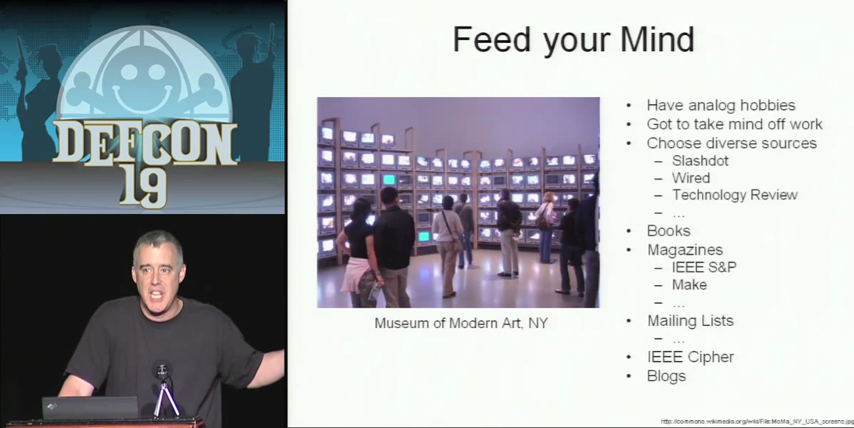 DEFCON
19
Feed your Mind
• Have analog hobbies
• Got to take mind off work
• Choose diverse sources
– Slashdot
– Wired
– Technology Review
– ...
• Books
• Magazines
– IEEE S&P
– Make
– ...
• Mailing Lists
– ...
• IEEE Cipher
• Blogs
Museum of Modern Art, NY
http://commons.wikimedia.org/wiki/File:MoMa_NY_USA_screens.jpg